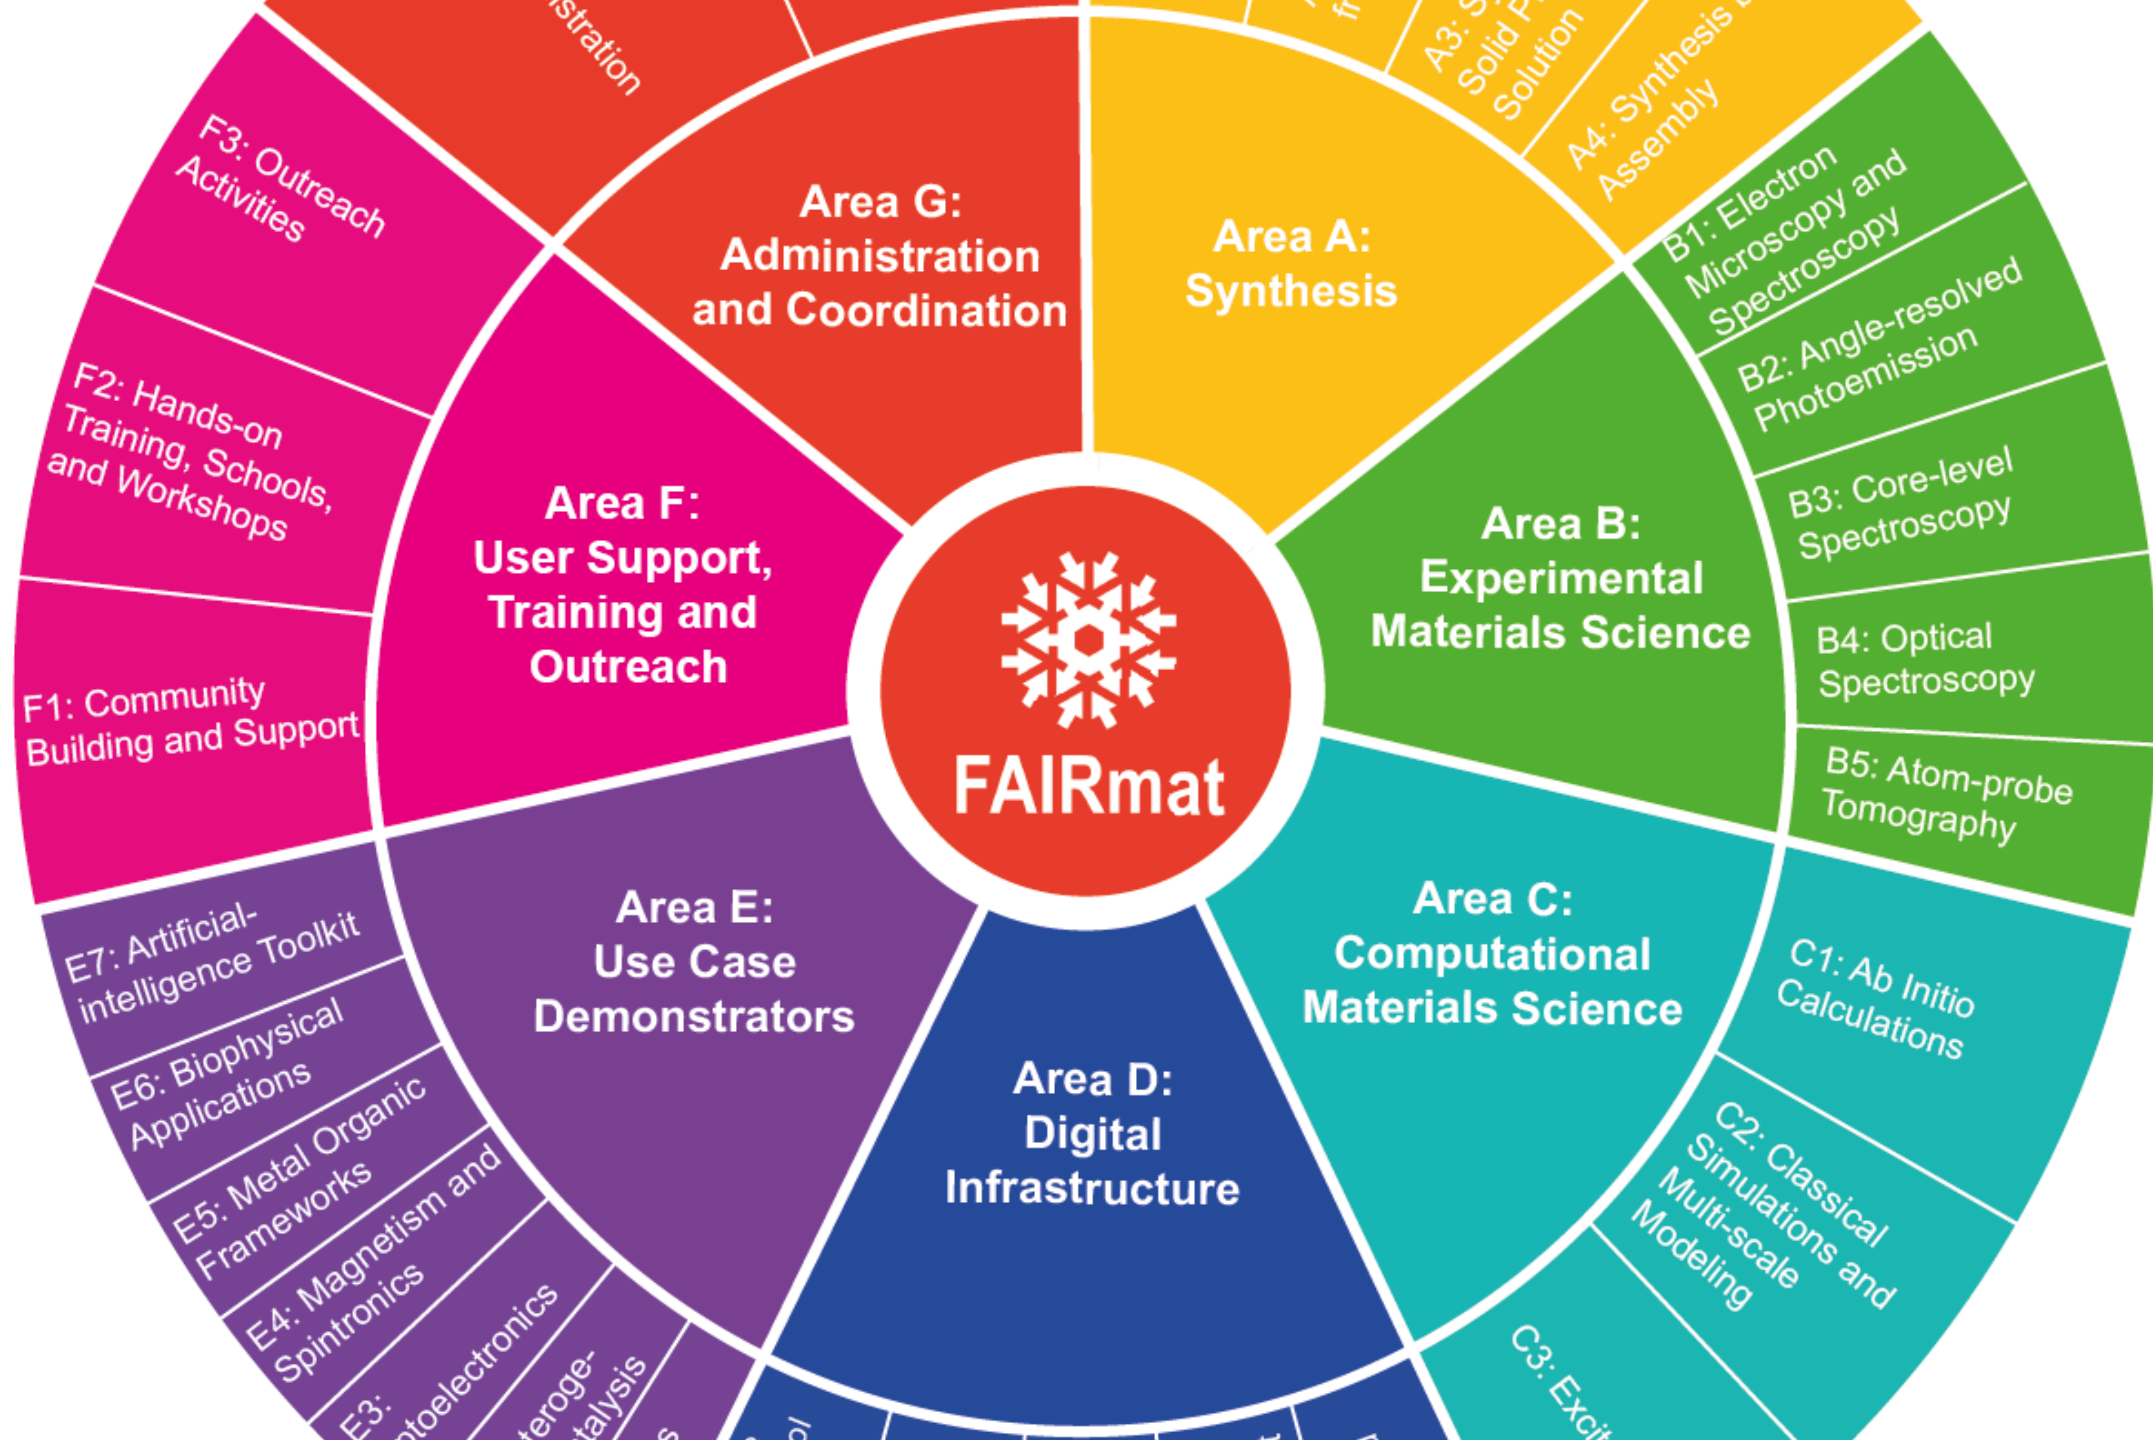 Area G:
Administration
and Coordination
Area A:
Synthesis
A3:
Solid
Solution
A4: Synthesis
Assembly
B1: Electron
Microscopy and
Spectroscopy
B2: Angle-resolved
Photoemission
B3: Core-level
Spectroscopy
B4: Optical
Spectroscopy
B5: Atom-probe
Tomography
Area B:
Experimental
Materials Science
Area C:
Computational
Materials Science
C1: Ab Initio
Calculations
C2: Classical
Simulations and
Multi-scale
Modeling
C3:
Area D:
Digital
Infrastructure
Area E:
Use Case
Demonstrators
E3:
E4: Magnetism and
Spintronics
E5: Metal Organic
Frameworks
E6: Biophysical
Applications
E7: Artificial-
intelligence Toolkit
Area F:
User Support,
Training and
Outreach
F1: Community
Building and Support
F2: Hands-on
Training, Schools,
and Workshops
F3: Outreach
Activities
FAIRmat